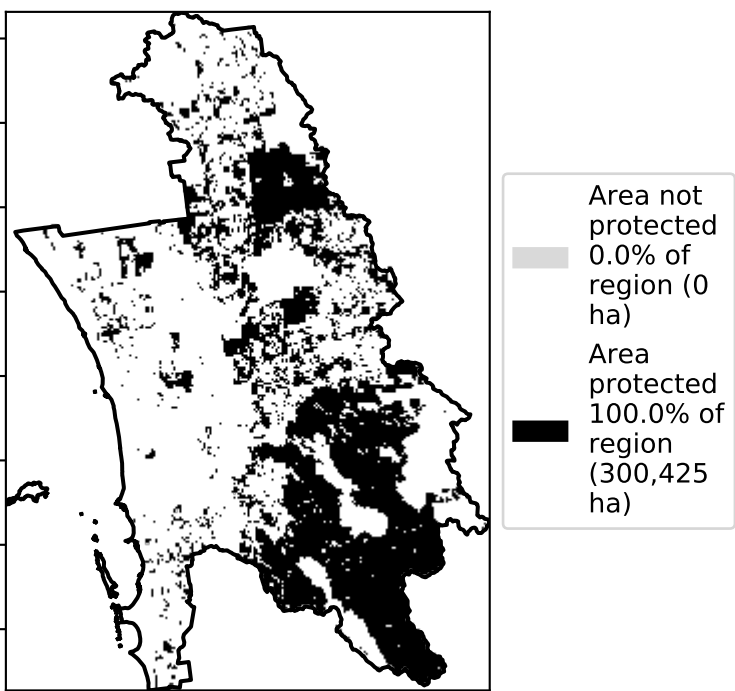 Area not
protected
0.0% of
region (0
ha)
Area
protected
100.0% of
region
(300,425
ha)